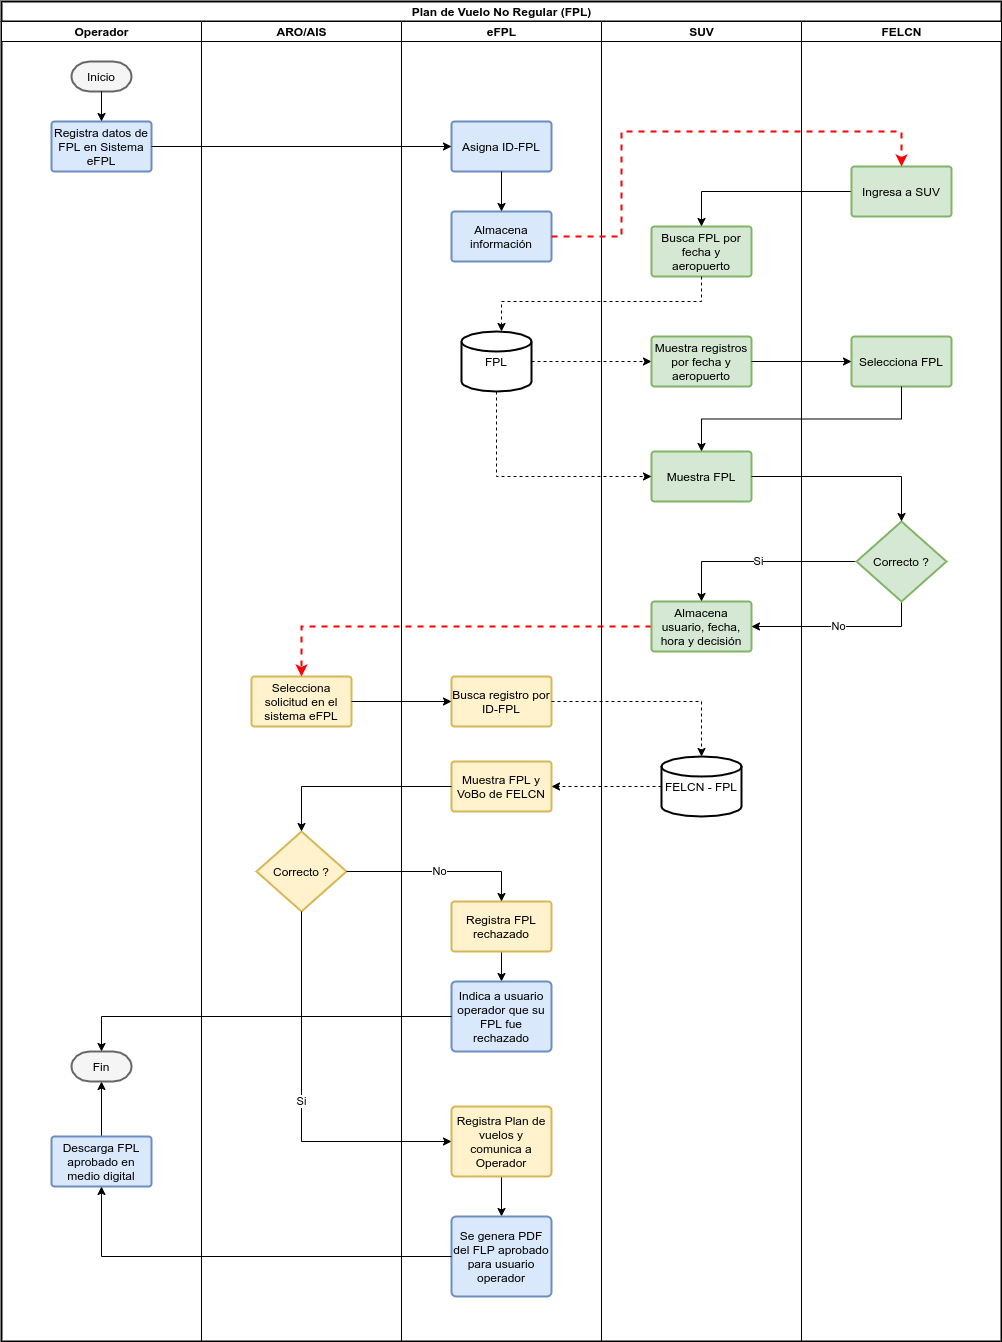 Plan de Vuelo No Regular (FPL)
Operador
ARO/AIS
eFPL
SUV
FELCN
Inicio
Registra datos de
FPL en Sistema
eFPL
Asigna ID-FPL
Ingresa a SUV
Almacena
información
Busca FPL por
fecha y
aeropuerto
FPL
Muestra registros
por fecha y
aeropuerto
Selecciona FPL
Muestra FPL
Correcto ?
Si
No
Almacena
usuario, fecha,
hora y decisión
Selecciona
solicitud en el
sistema eFPL
Busca registro por
ID-FPL
Muestra FPL y
VoBo de FELCN
FELCN - FPL
Correcto ?
No
Registra FPL
rechazado
Indica a usuario
operador que su
FPL fue
rechazado
Fin
Si
Registra Plan de
vuelos y
comunica a
Operador
Descarga FPL
aprobado en
medio digital
Se genera PDF
del FLP aprobado
para usuario
operador